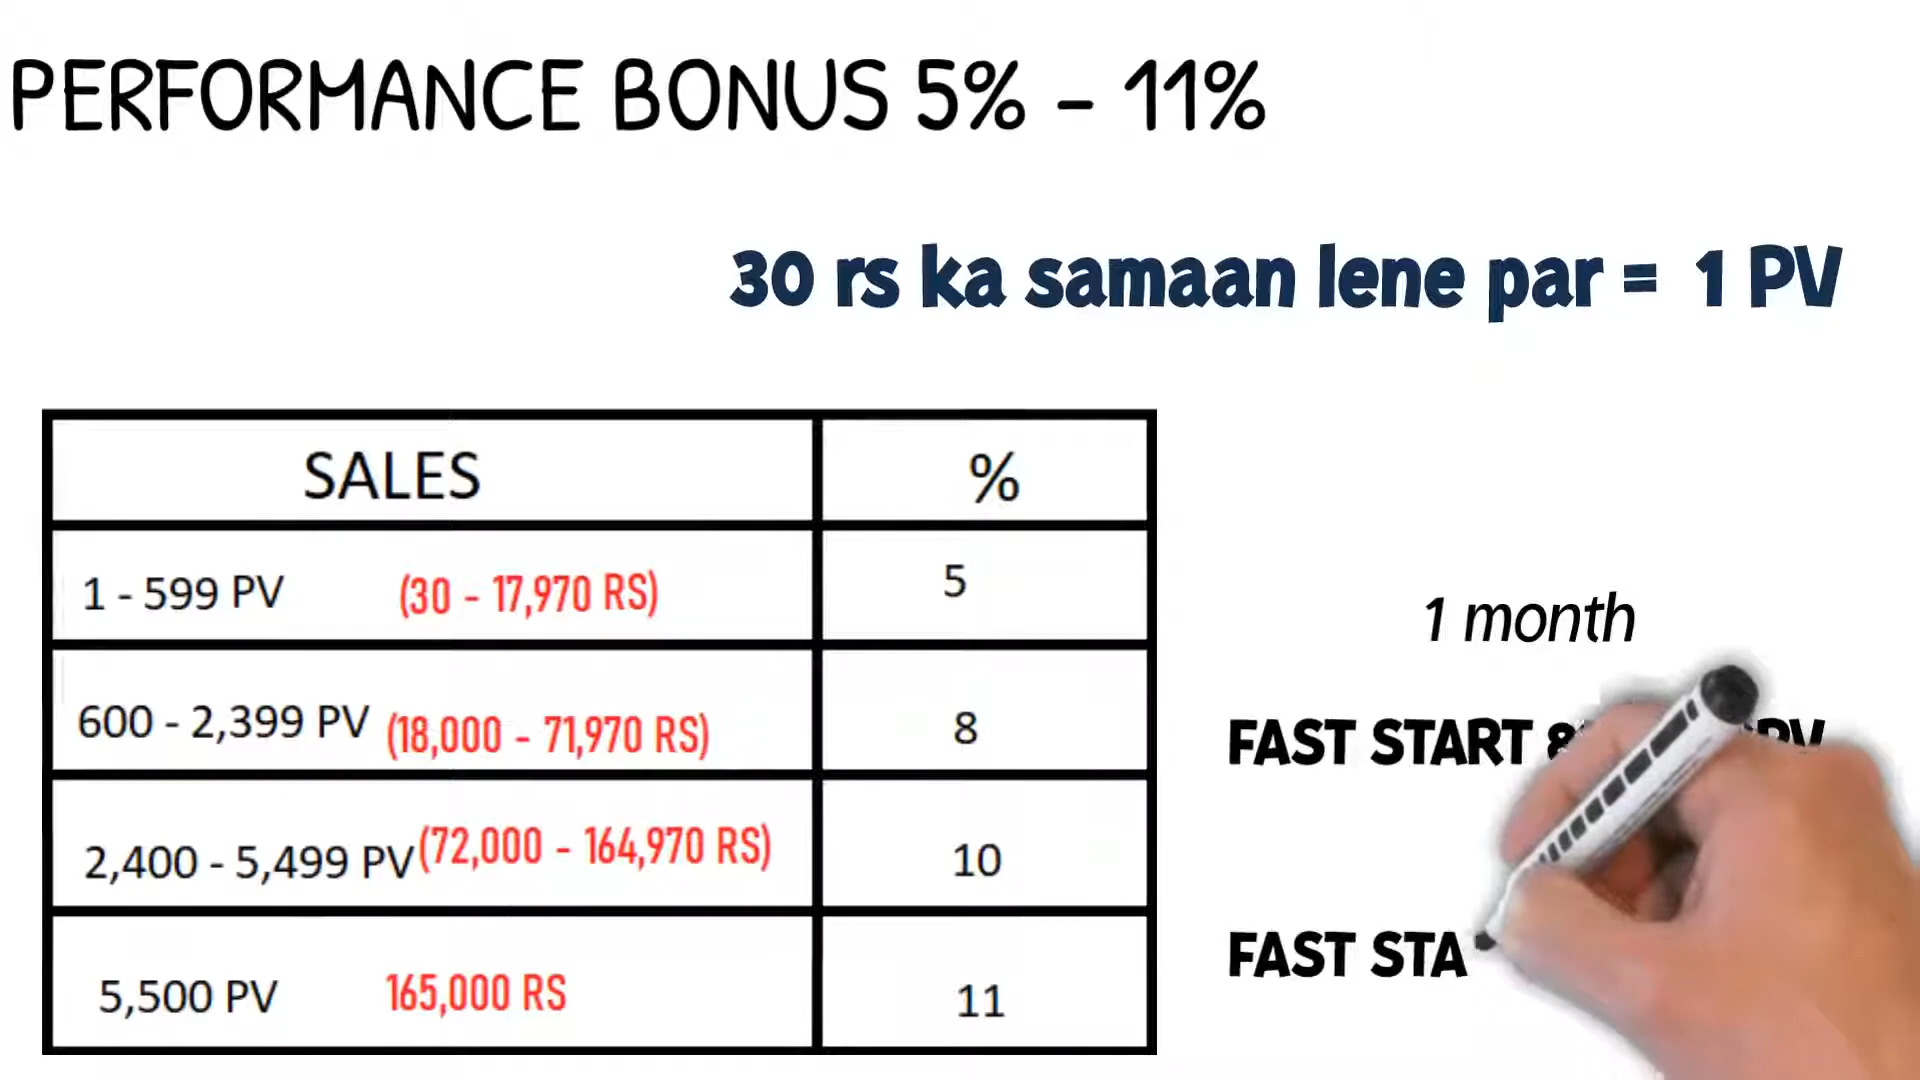 PERFORMANCE BONUS 5% - 11%
30 rs ka samaan lene par = 1 PV
SALES %
1 - 599 PV (30 - 17,970 RS) 5
600 - 2,399 PV (18,000 - 71,970 RS) 8
2,400 - 5,499 PV (72,000 - 164,970 RS) 10
5,500 PV 165,000 RS 11
1 month
FAST START PV
FAST STA